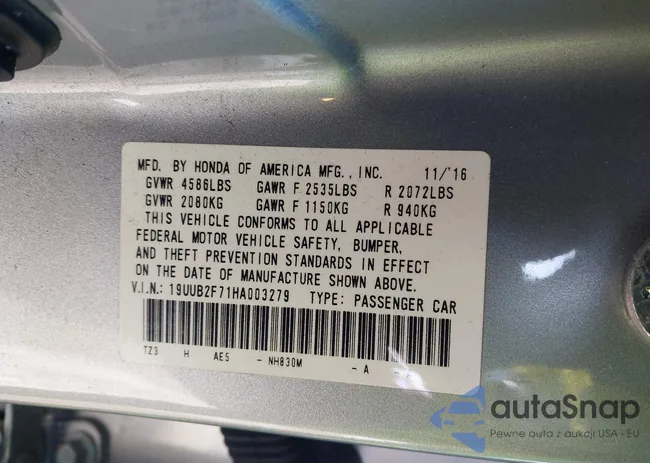 MFD. BY HONDA OF AMERICA MFG., INC. 11/'16
GVWR 4586LBS GAWR F 2535LBS R 2072LBS
GVWR 2080KG GAWR F 1150KG R 940KG
THIS VEHICLE CONFORMS TO ALL APPLICABLE
FEDERAL MOTOR VEHICLE SAFETY, BUMPER,
AND THEFT PREVENTION STANDARDS IN EFFECT
ON THE DATE OF MANUFACTURE SHOWN ABOVE.
V.I.N.: 19UUB2F71HA003279 TYPE: PASSENGER CAR
TZ3 H AE5 - NH830M - A -
autaSnap
Pewne auta z aukcji USA - EU